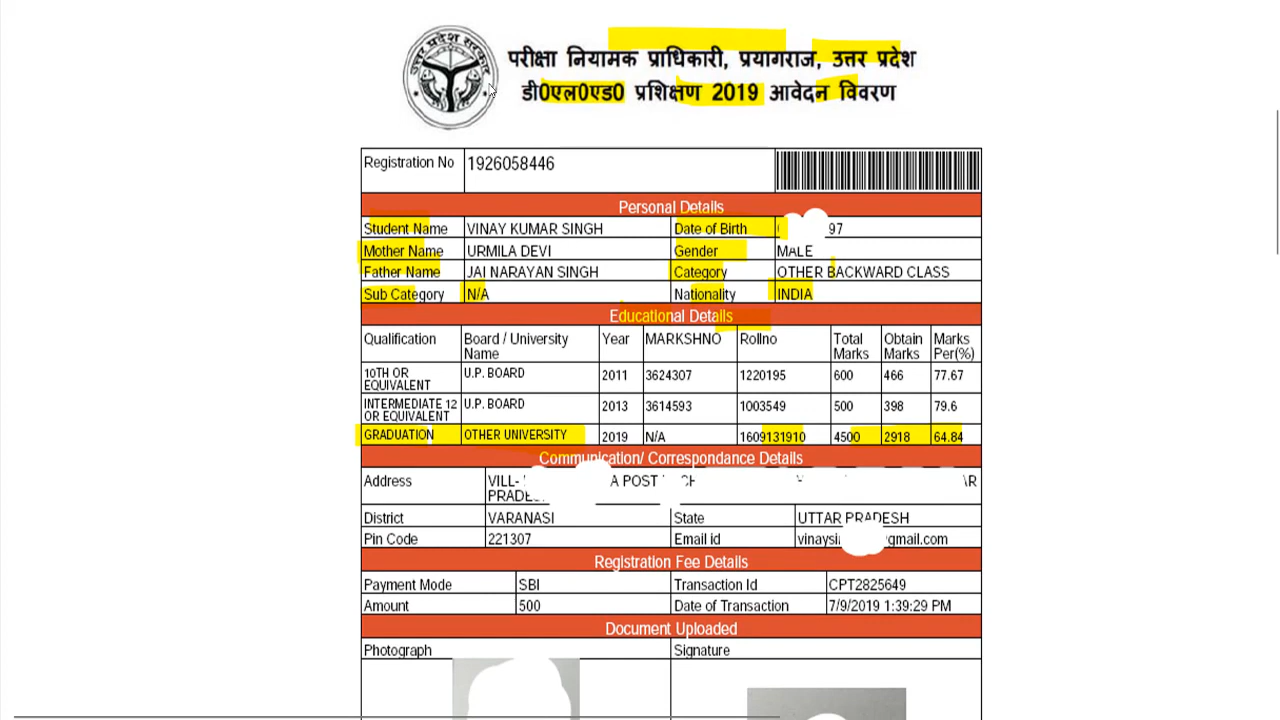 उत्तर प्रदेश सरकार
परीक्षा नियामक प्राधिकारी, प्रयागराज, उत्तर प्रदेश
डी0एल0एड0 प्रशिक्षण 2019 आवेदन विवरण
Registration No 1926058446
Personal Details
Student Name VINAY KUMAR SINGH Date of Birth 97
Mother Name URMILA DEVI Gender MALE
Father Name JAI NARAYAN SINGH Category OTHER BACKWARD CLASS
Sub Category N/A Nationality INDIA
Educational Details
Qualification Board / University Name Year MARKSHNO Rollno Total Marks Obtain Marks Marks Per(%)
10TH OR EQUIVALENT U.P. BOARD 2011 3624307 1220195 600 466 77.67
INTERMEDIATE 12 OR EQUIVALENT U.P. BOARD 2013 3614593 1003549 500 398 79.6
GRADUATION OTHER UNIVERSITY 2019 N/A 1609131910 4500 2918 64.84
Communication/ Correspondance Details
Address VILL- A POST
District VARANASI State UTTAR PRADESH
Pin Code 221307 Email id vinaysi gmail.com
Registration Fee Details
Payment Mode SBI Transaction Id CPT2825649
Amount 500 Date of Transaction 7/9/2019 1:39:29 PM
Document Uploaded
Photograph Signature